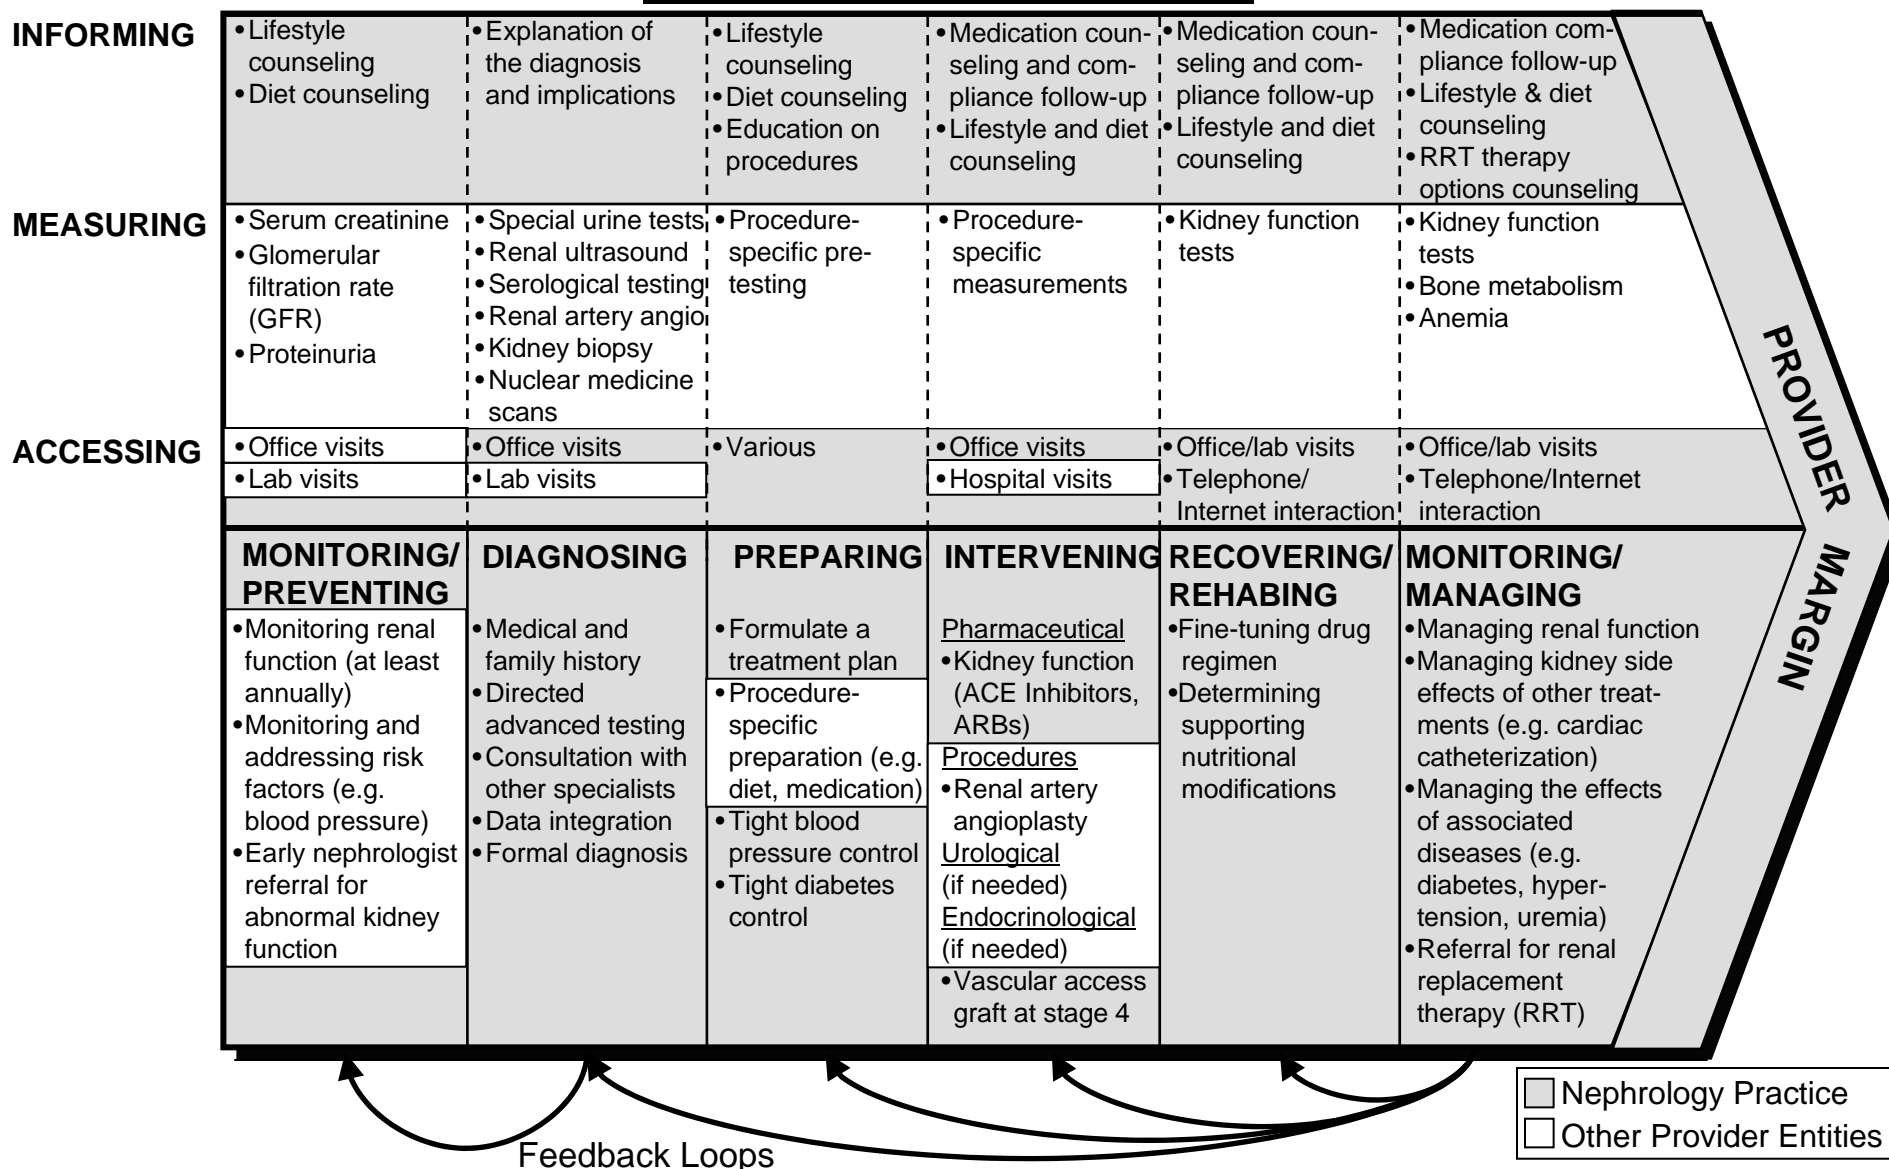 INFORMING
• Lifestyle
counseling
• Diet counseling
• Explanation of
the diagnosis
and implications
• Lifestyle
counseling
• Diet counseling
• Education on
procedures
• Medication coun-
seling and com-
pliance follow-up
• Lifestyle and diet
counseling
• Medication coun-
seling and com-
pliance follow-up
• Lifestyle and diet
counseling
• Medication com-
pliance follow-up
• Lifestyle & diet
counseling
• RRT therapy
options counseling
MEASURING
• Serum creatinine
• Glomerular
filtration rate
(GFR)
• Proteinuria
• Special urine tests
• Renal ultrasound
• Serological testing
• Renal artery angio
• Kidney biopsy
• Nuclear medicine
scans
• Procedure-
specific pre-
testing
• Procedure-
specific
measurements
• Kidney function
tests
• Kidney function
tests
• Bone metabolism
• Anemia
ACCESSING
• Office visits
• Lab visits
• Office visits
• Lab visits
• Various
• Office visits
• Hospital visits
• Office/lab visits
• Telephone/
Internet interaction
• Office/lab visits
• Telephone/Internet
interaction
MONITORING/
PREVENTING
• Monitoring renal
function (at least
annually)
• Monitoring and
addressing risk
factors (e.g.
blood pressure)
• Early nephrologist
referral for
abnormal kidney
function
DIAGNOSING
• Medical and
family history
• Directed
advanced testing
• Consultation with
other specialists
• Data integration
• Formal diagnosis
PREPARING
• Formulate a
treatment plan
• Procedure-
specific
preparation (e.g.
diet, medication)
• Tight blood
pressure control
• Tight diabetes
control
INTERVENING
Pharmaceutical
• Kidney function
(ACE Inhibitors,
ARBs)
Procedures
• Renal artery
angioplasty
Urological
(if needed)
Endocrinological
(if needed)
• Vascular access
graft at stage 4
RECOVERING/
REHABING
• Fine-tuning drug
regimen
• Determining
supporting
nutritional
modifications
MONITORING/
MANAGING
• Managing renal function
• Managing kidney side
effects of other treat-
ments (e.g. cardiac
catheterization)
• Managing the effects
of associated
diseases (e.g.
diabetes, hyper-
tension, uremia)
• Referral for renal
replacement
therapy (RRT)
PROVIDER
MARGIN
Feedback Loops
Nephrology Practice
Other Provider Entities